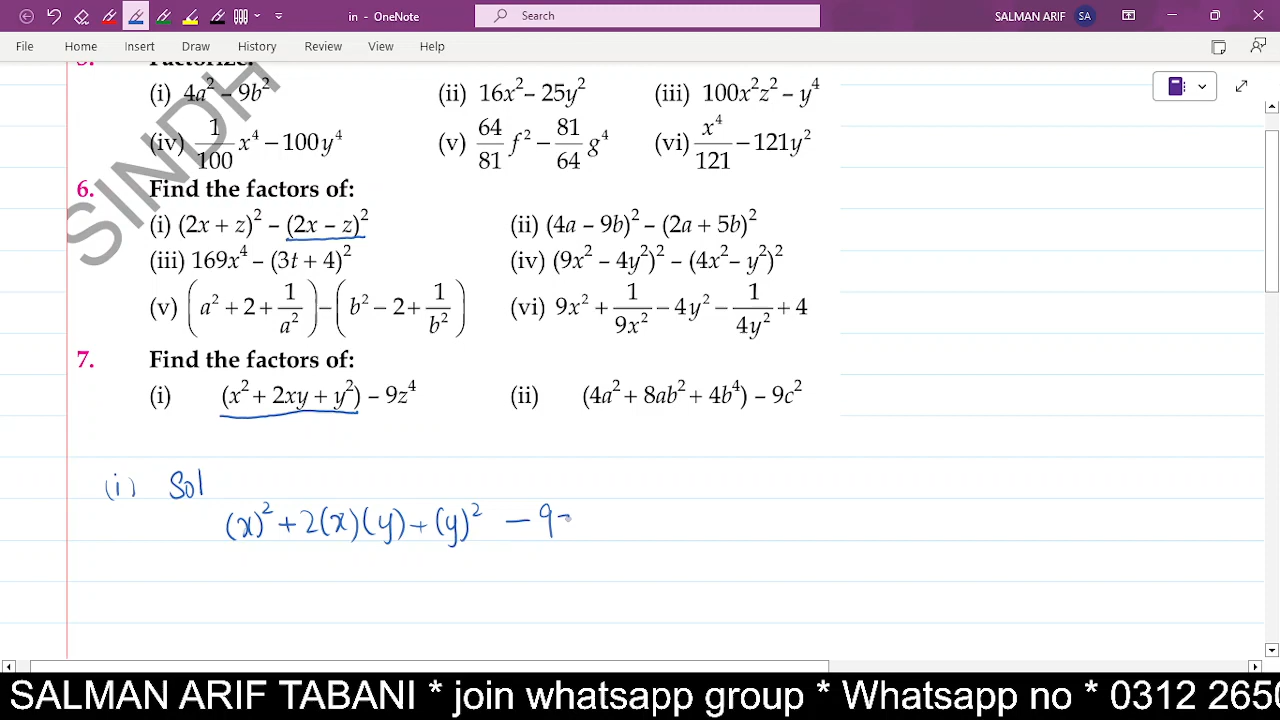 in - OneNote
Search
SALMAN ARIF SA
File Home Insert Draw History Review View Help
5. Factorize:
(i) 4a² – 9b² (ii) 16x² – 25y² (iii) 100x²z² – y⁴
(iv) 1/100 x⁴ – 100y⁴ (v) 64/81 f² – 81/64 g⁴ (vi) x⁴/121 – 121y²
6. Find the factors of:
(i) (2x + z)² – (2x – z)² (ii) (4a – 9b)² – (2a + 5b)²
(iii) 169x⁴ – (3t + 4)² (iv) (9x² – 4y²)² – (4x² – y²)²
(v) (a² + 2 + 1/a²) – (b² – 2 + 1/b²) (vi) 9x² + 1/9x² – 4y² – 1/4y² + 4
7. Find the factors of:
(i) (x² + 2xy + y²) – 9z⁴ (ii) (4a² + 8ab² + 4b⁴) – 9c²
SINDH
(i) Sol
(x)² + 2(x)(y) + (y)² – 9
SALMAN ARIF TABANI * join whatsapp group * Whatsapp no * 0312 2650